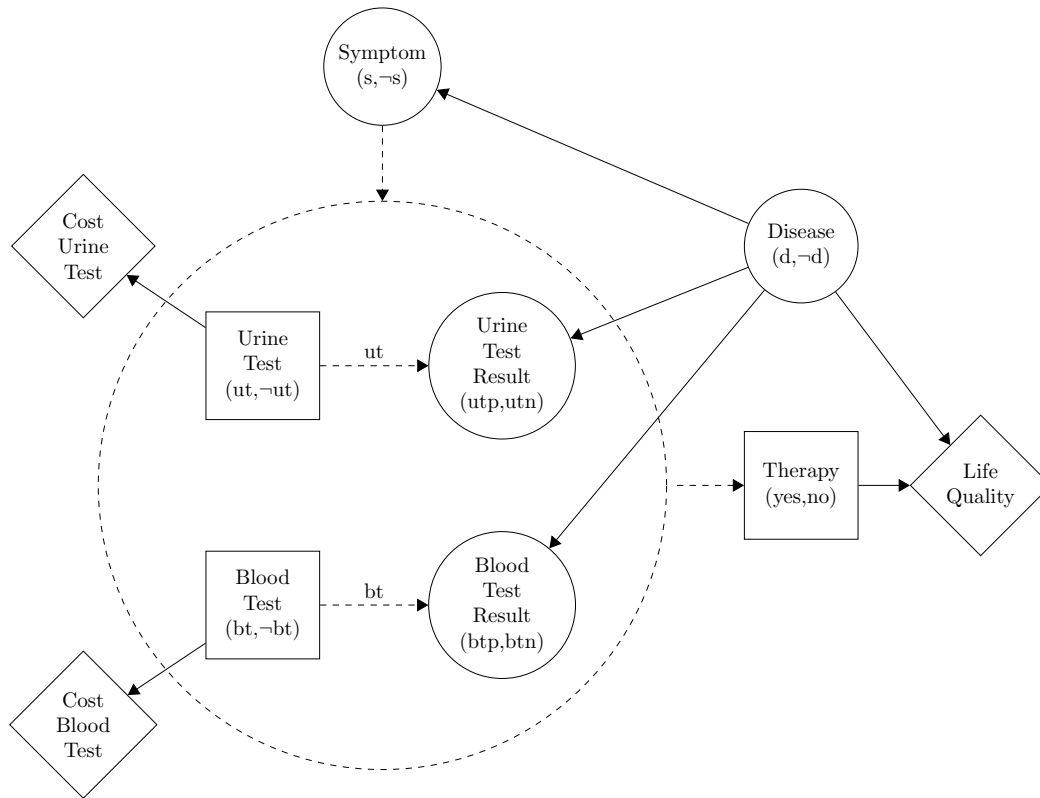 Symptom
(s,¬s)
Disease
(d,¬d)
Cost
Urine
Test
Urine
Test
(ut,¬ut)
ut
Urine
Test
Result
(utp,utn)
Therapy
(yes,no)
Life
Quality
Blood
Test
(bt,¬bt)
bt
Blood
Test
Result
(btp,btn)
Cost
Blood
Test